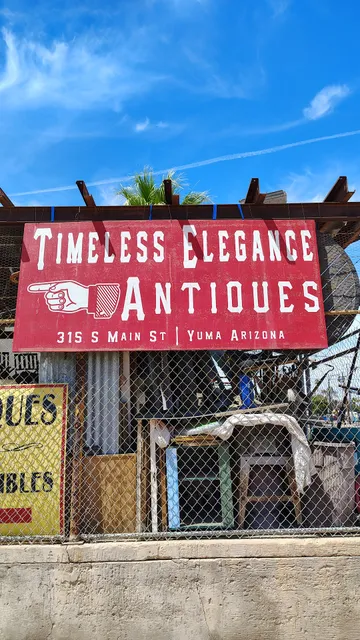 Timeless Elegance
Antiques
315 S Main St | Yuma Arizona
QUES
IBLES